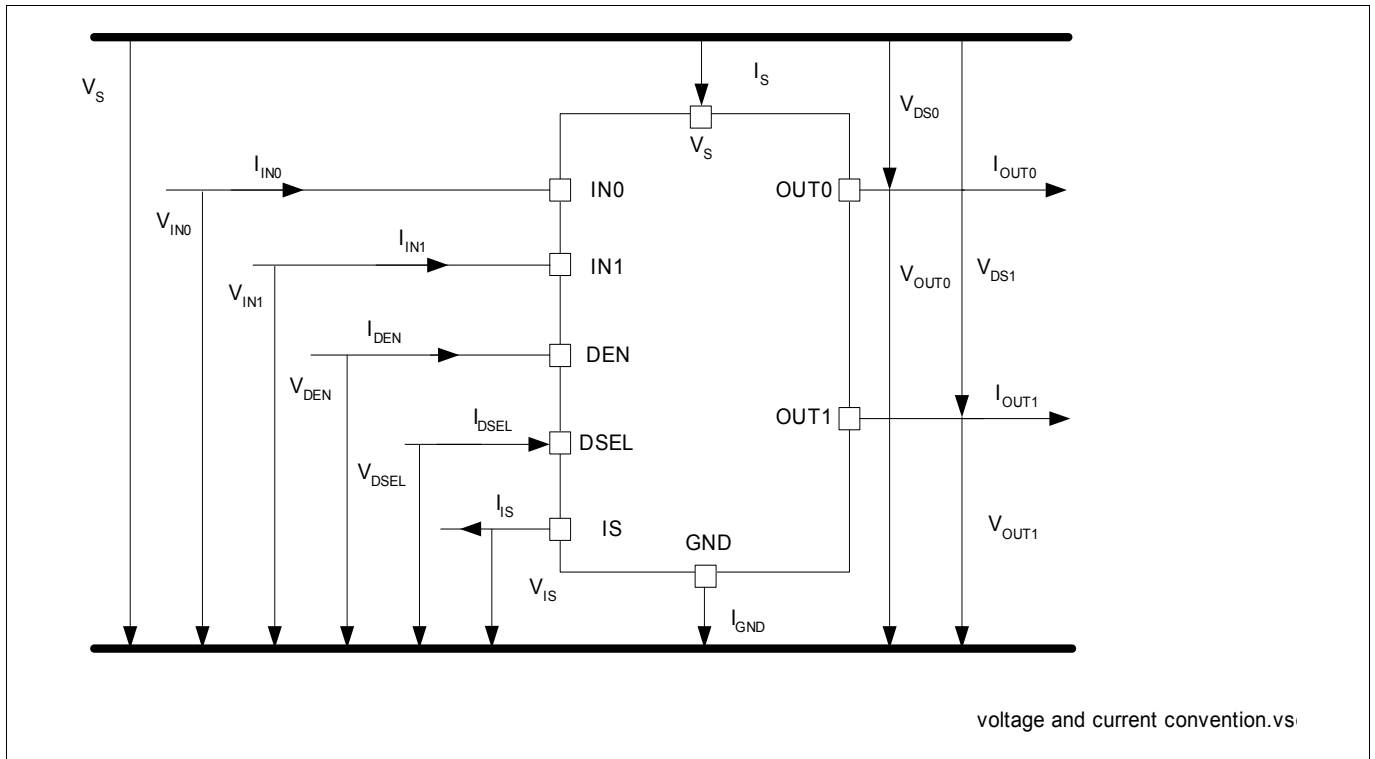 V_S
I_S
V_DS0
V_S
I_IN0
IN0
OUT0
I_OUT0
V_IN0
I_IN1
IN1
V_OUT0
V_DS1
V_IN1
I_DEN
DEN
V_DEN
I_DSEL
DSEL
OUT1
I_OUT1
V_DSEL
I_IS
IS
V_OUT1
GND
V_IS
I_GND
voltage and current convention.vs